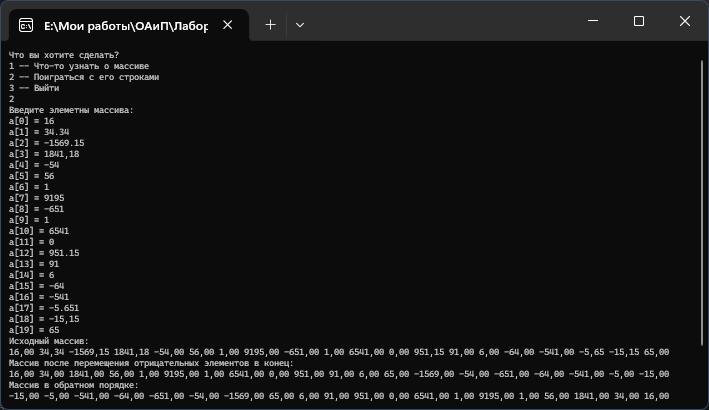 E:\Мои работы\ОАиП\Лабор
Что вы хотите сделать?
1 -- Что-то узнать о массиве
2 -- Поиграться с его строками
3 -- Выйти
2
Введите элеметны массива:
a[0] = 16
a[1] = 34.34
a[2] = -1569.15
a[3] = 1841,18
a[4] = -54
a[5] = 56
a[6] = 1
a[7] = 9195
a[8] = -651
a[9] = 1
a[10] = 6541
a[11] = 0
a[12] = 951.15
a[13] = 91
a[14] = 6
a[15] = -64
a[16] = -541
a[17] = -5.651
a[18] = -15,15
a[19] = 65
Исходный массив:
16,00 34,34 -1569,15 1841,18 -54,00 56,00 1,00 9195,00 -651,00 1,00 6541,00 0,00 951,15 91,00 6,00 -64,00 -541,00 -5,65 -15,15 65,00
Массив после перемещения отрицательных элементов в конец:
16,00 34,00 1841,00 56,00 1,00 9195,00 1,00 6541,00 0,00 951,00 91,00 6,00 65,00 -1569,00 -54,00 -651,00 -64,00 -541,00 -5,00 -15,00
Массив в обратном порядке:
-15,00 -5,00 -541,00 -64,00 -651,00 -54,00 -1569,00 65,00 6,00 91,00 951,00 0,00 6541,00 1,00 9195,00 1,00 56,00 1841,00 34,00 16,00